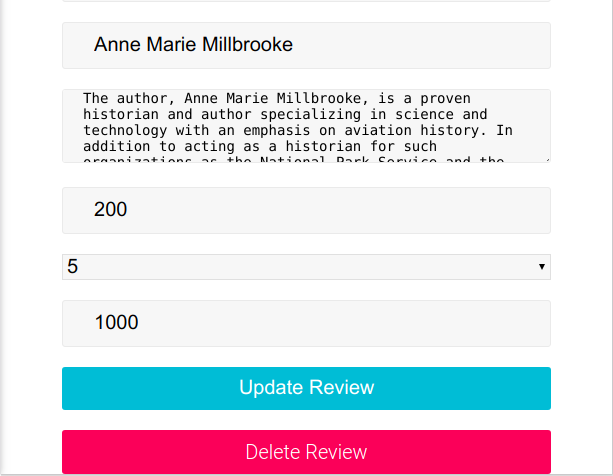 Anne Marie Millbrooke
The author, Anne Marie Millbrooke, is a proven
historian and author specializing in science and
technology with an emphasis on aviation history. In
addition to acting as a historian for such
organizations as the National Park Service and the
200
5
1000
Update Review
Delete Review